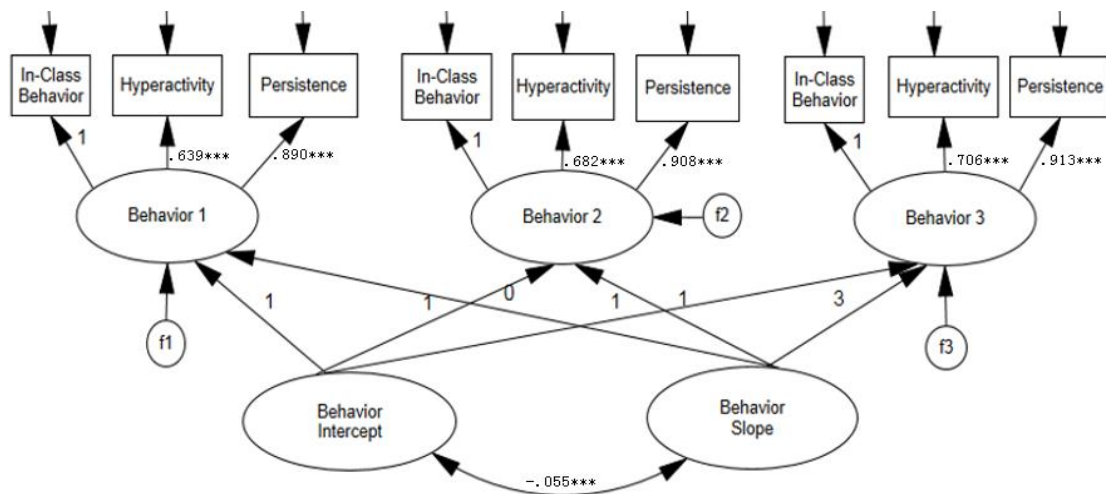 In-Class
Behavior
Hyperactivity
Persistence
In-Class
Behavior
Hyperactivity
Persistence
In-Class
Behavior
Hyperactivity
Persistence
1
.639***
.890***
1
.682***
.908***
1
.706***
.913***
Behavior 1
Behavior 2
f2
Behavior 3
1
1
0
1
1
3
f1
f3
Behavior
Intercept
Behavior
Slope
-.055***